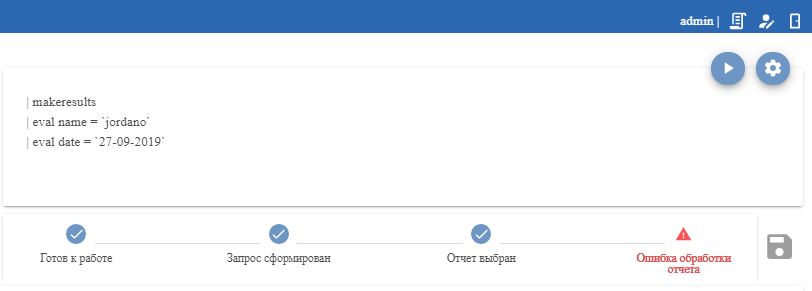 admin |
| makeresults
| eval name = `jordano`
| eval date = `27-09-2019`
Готов к работе
Запрос сформирован
Отчет выбран
Ошибка обработки
отчета